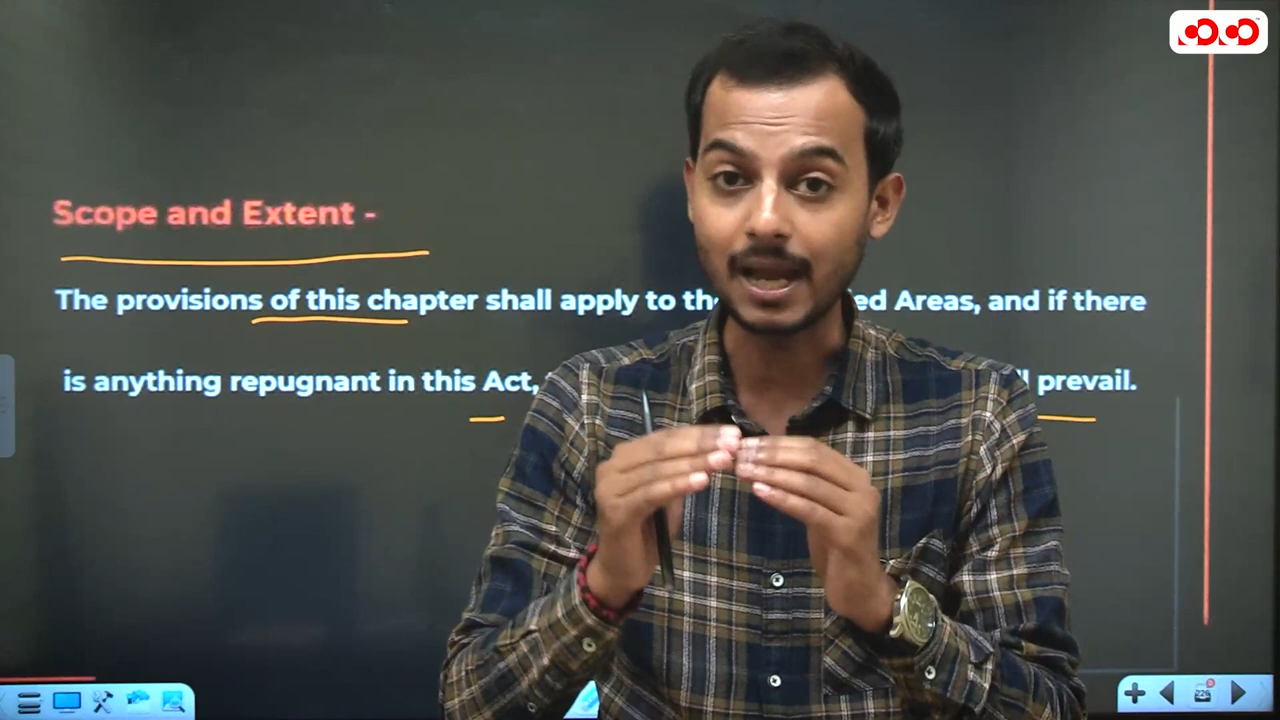 Scope and Extent -
The provisions of this chapter shall apply to ed Areas, and if there
is anything repugnant in this Act, prevail.
226